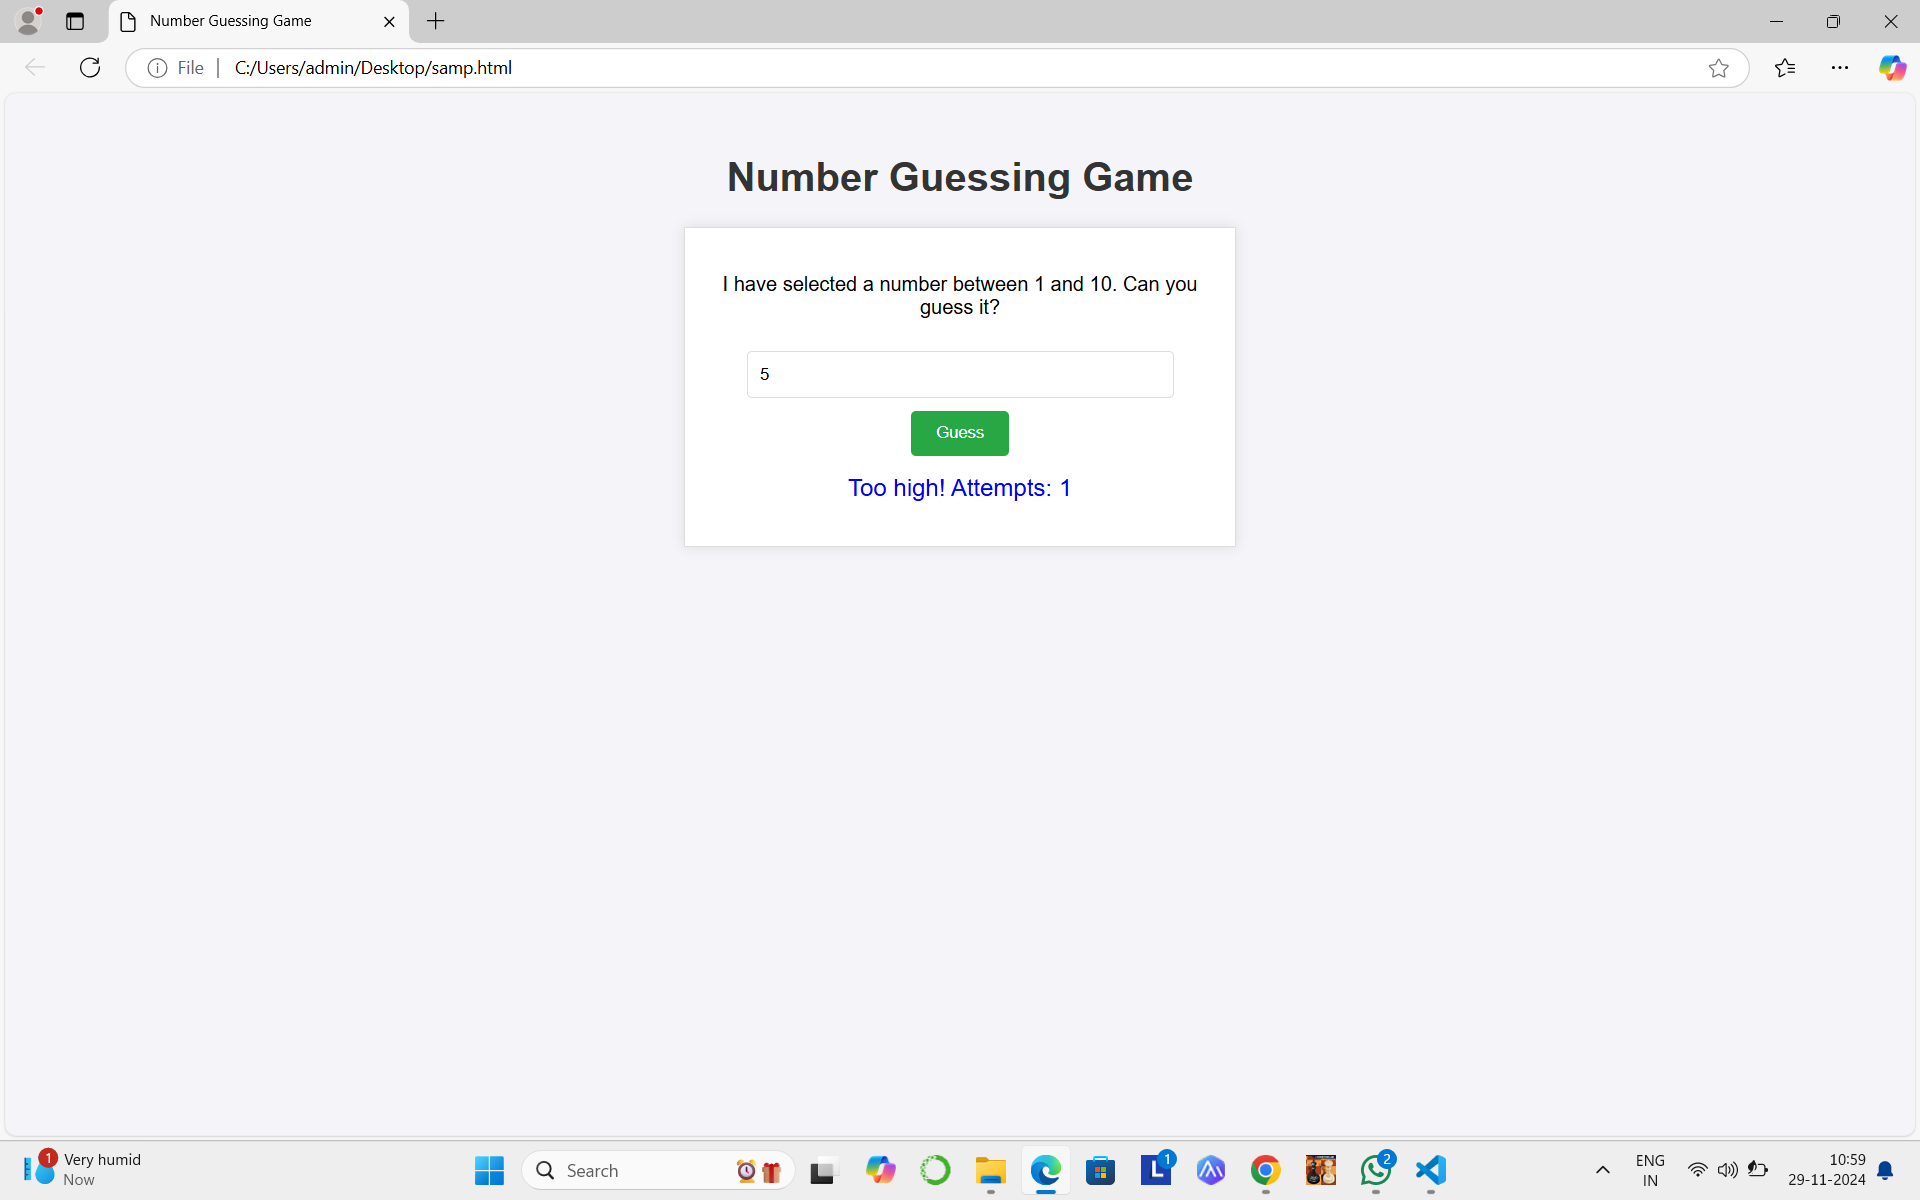 Number Guessing Game
File
C:/Users/admin/Desktop/samp.html
Number Guessing Game
I have selected a number between 1 and 10. Can you
guess it?
5
Guess
Too high! Attempts: 1
1
Very humid
Now
Search
L
1
2
ENG
IN
10:59
29-11-2024